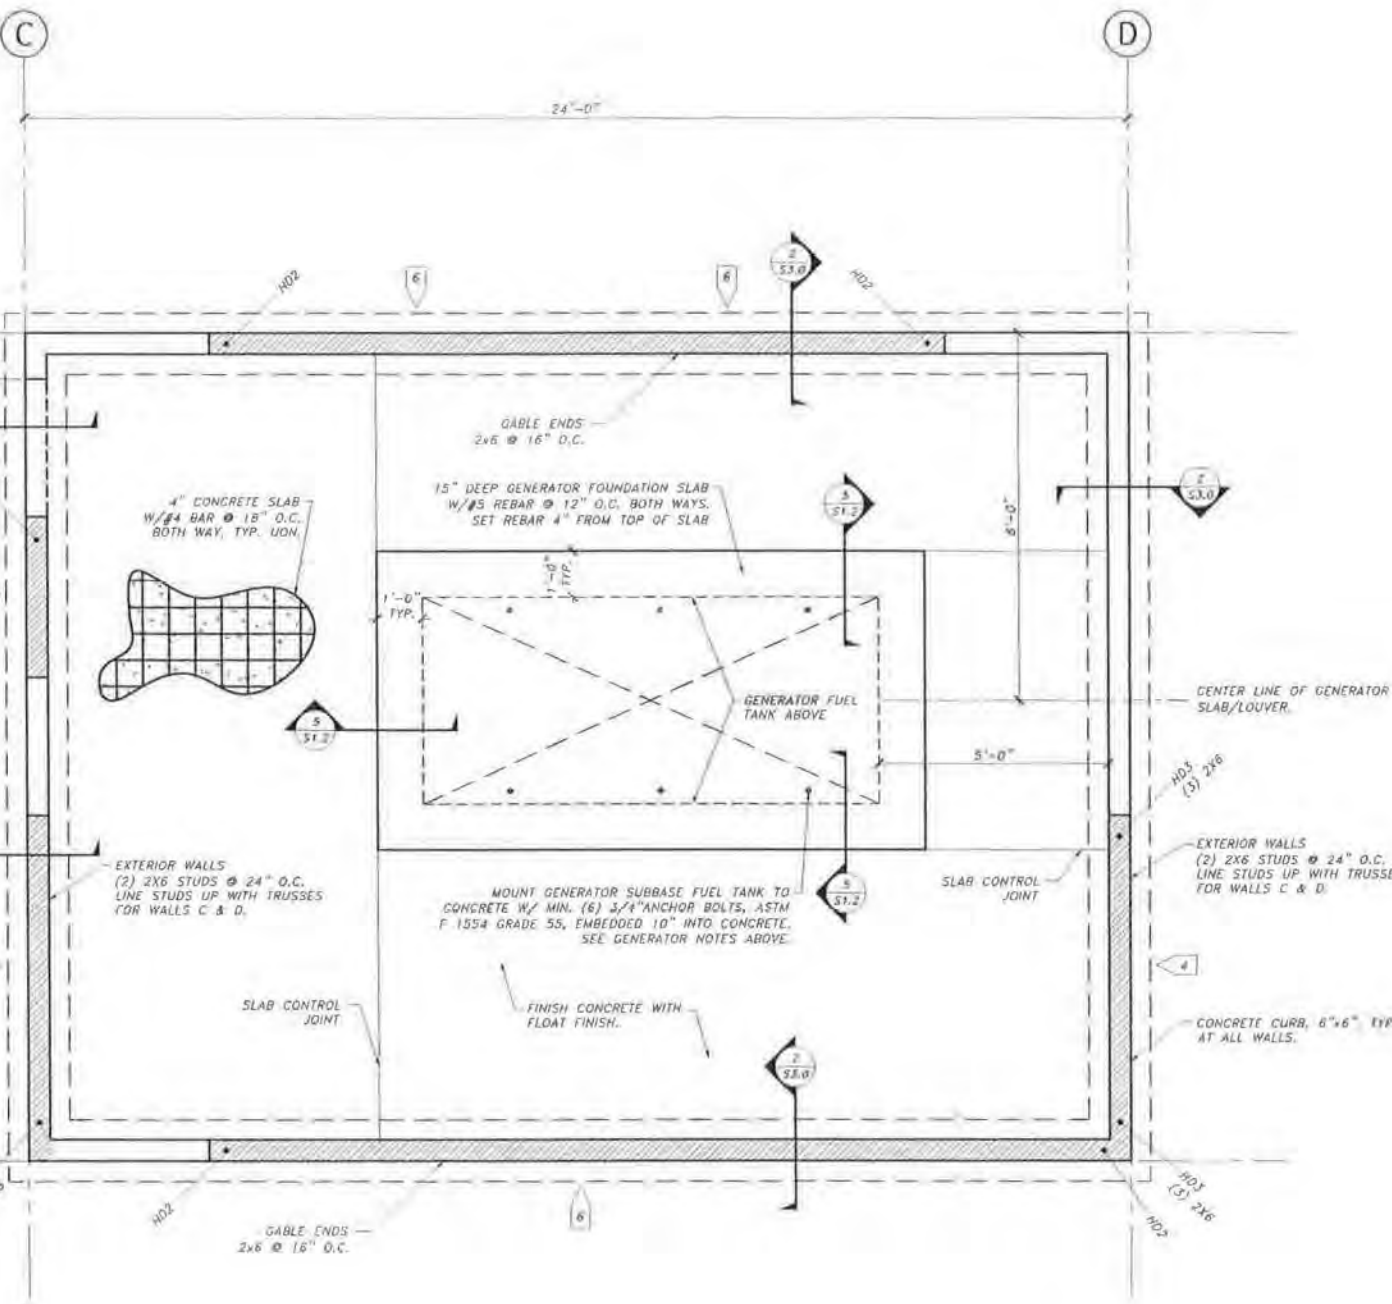 C
D
24'-0"
2
S3.0
HD2
6
6
HD2
GABLE ENDS
2x6 @ 16" O.C.
4" CONCRETE SLAB
W/#4 BAR @ 18" O.C.
BOTH WAY, TYP. UON.
15" DEEP GENERATOR FOUNDATION SLAB
W/#5 REBAR @ 12" O.C. BOTH WAYS.
SET REBAR 4" FROM TOP OF SLAB
S1.2
2
S3.0
8'-0"
1'-0"
TYP.
1'-0"
TYP.
GENERATOR FUEL
TANK ABOVE
CENTER LINE OF GENERATOR
SLAB/LOUVER.
5
S1.2
5'-0"
HD3
(3) 2X6
EXTERIOR WALLS
(2) 2X6 STUDS @ 24" O.C.
LINE STUDS UP WITH TRUSSES
FOR WALLS C & D.
MOUNT GENERATOR SUBBASE FUEL TANK TO
CONCRETE W/ MIN. (6) 3/4"ANCHOR BOLTS, ASTM
F 1554 GRADE 55, EMBEDDED 10" INTO CONCRETE.
SEE GENERATOR NOTES ABOVE.
5
S1.2
SLAB CONTROL
JOINT
EXTERIOR WALLS
(2) 2X6 STUDS @ 24" O.C.
LINE STUDS UP WITH TRUSSE
FOR WALLS C & D.
4
SLAB CONTROL
JOINT
FINISH CONCRETE WITH
FLOAT FINISH.
CONCRETE CURB, 6"x6", TYP
AT ALL WALLS.
2
S3.0
HD2
GABLE ENDS
2x6 @ 16" O.C.
6
HD3
(3) 2X6
HD2